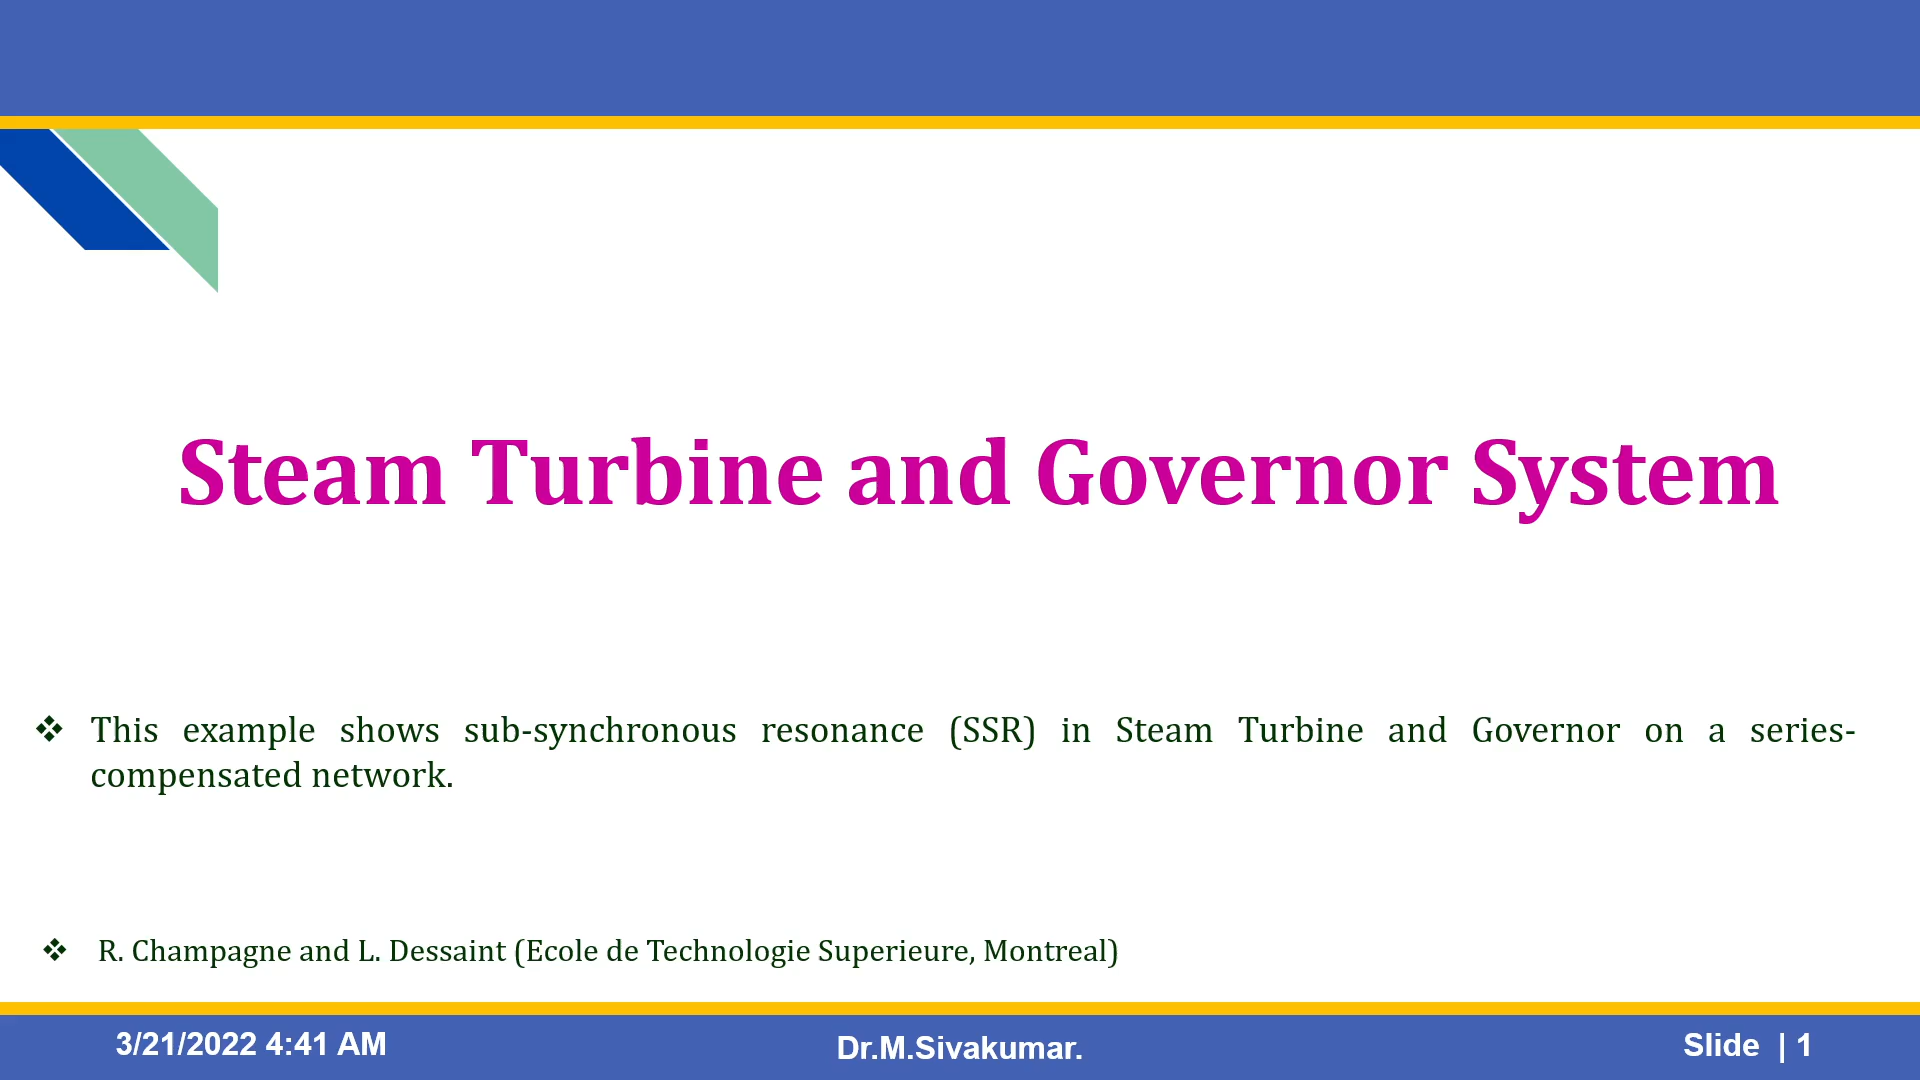 Steam Turbine and Governor System
❖ This example shows sub-synchronous resonance (SSR) in Steam Turbine and Governor on a series-
compensated network.
❖ R. Champagne and L. Dessaint (Ecole de Technologie Superieure, Montreal)
3/21/2022 4:41 AM
Dr.M.Sivakumar.
Slide | 1